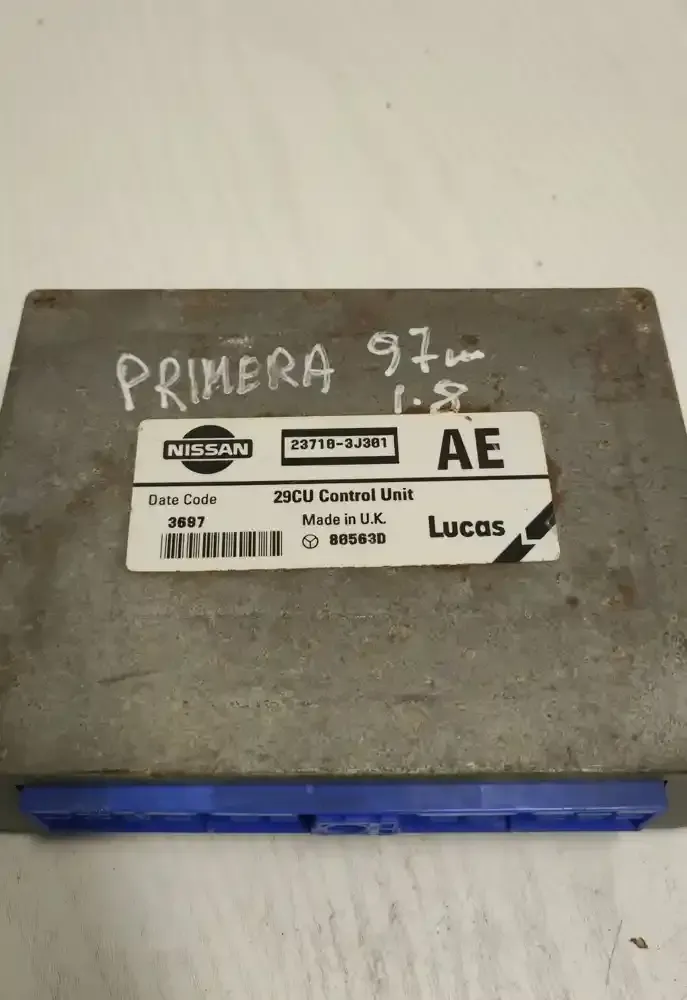 PRIMERA 97m
1.8
NISSAN 23710-3J301 AE
Date Code 29CU Control Unit
3697 Made in U.K. Lucas
80563D